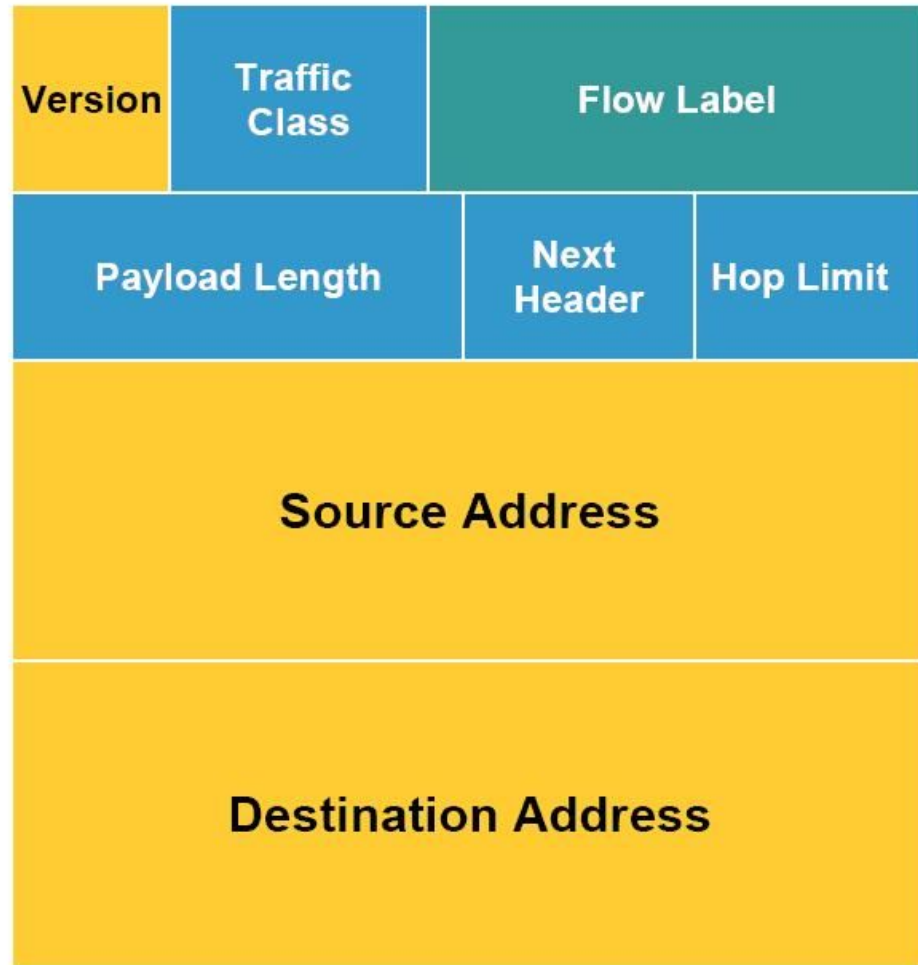 Version
Traffic
Class
Flow Label
Payload Length
Next
Header
Hop Limit
Source Address
Destination Address